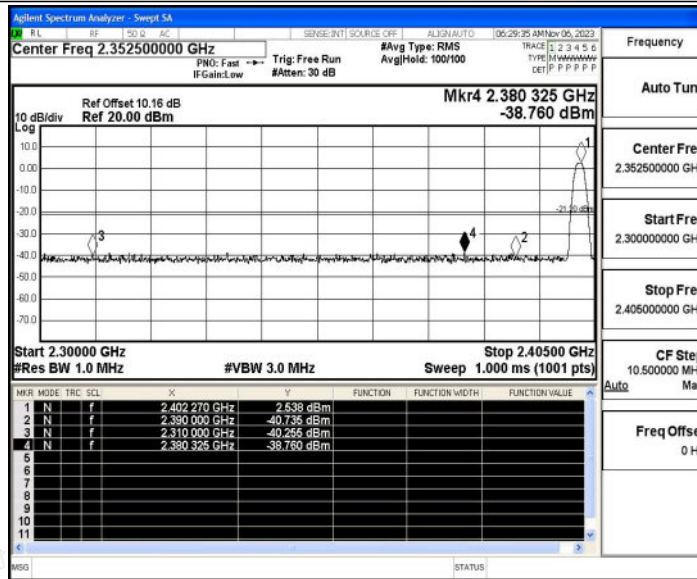 Agilent Spectrum Analyzer - Swept SA
RL RF 50 Ω AC SENSE:INT SOURCE OFF ALIGN AUTO 06:29:35 AM Nov 06, 2023
Center Freq 2.352500000 GHz #Avg Type: RMS TRACE 1 2 3 4 5 6
PNO: Fast Trig: Free Run Avg|Hold: 100/100 TYPE M WWWWW
IFGain:Low #Atten: 30 dB DET P P P P P P
Mkr4 2.380 325 GHz
-38.760 dBm
Ref Offset 10.16 dB
10 dB/div Ref 20.00 dBm
Log
10.0
0.00
-10.0
-20.0
-30.0
-40.0
-50.0
-60.0
-70.0
1
-21.20 dBm
3
4
2
Start 2.30000 GHz Stop 2.40500 GHz
#Res BW 1.0 MHz #VBW 3.0 MHz Sweep 1.000 ms (1001 pts)
MKR MODE TRC SCL X Y FUNCTION FUNCTION WIDTH FUNCTION VALUE
1 N f 2.402 270 GHz 2.538 dBm
2 N f 2.390 000 GHz -40.735 dBm
3 N f 2.310 000 GHz -40.255 dBm
4 N f 2.380 325 GHz -38.760 dBm
5
6
7
8
9
10
11
MSG STATUS
Frequency
Auto Tun
Center Fre
2.352500000 GH
Start Fre
2.300000000 GH
Stop Fre
2.405000000 GH
CF Ste
10.500000 MH
Auto Ma
Freq Offse
0 H